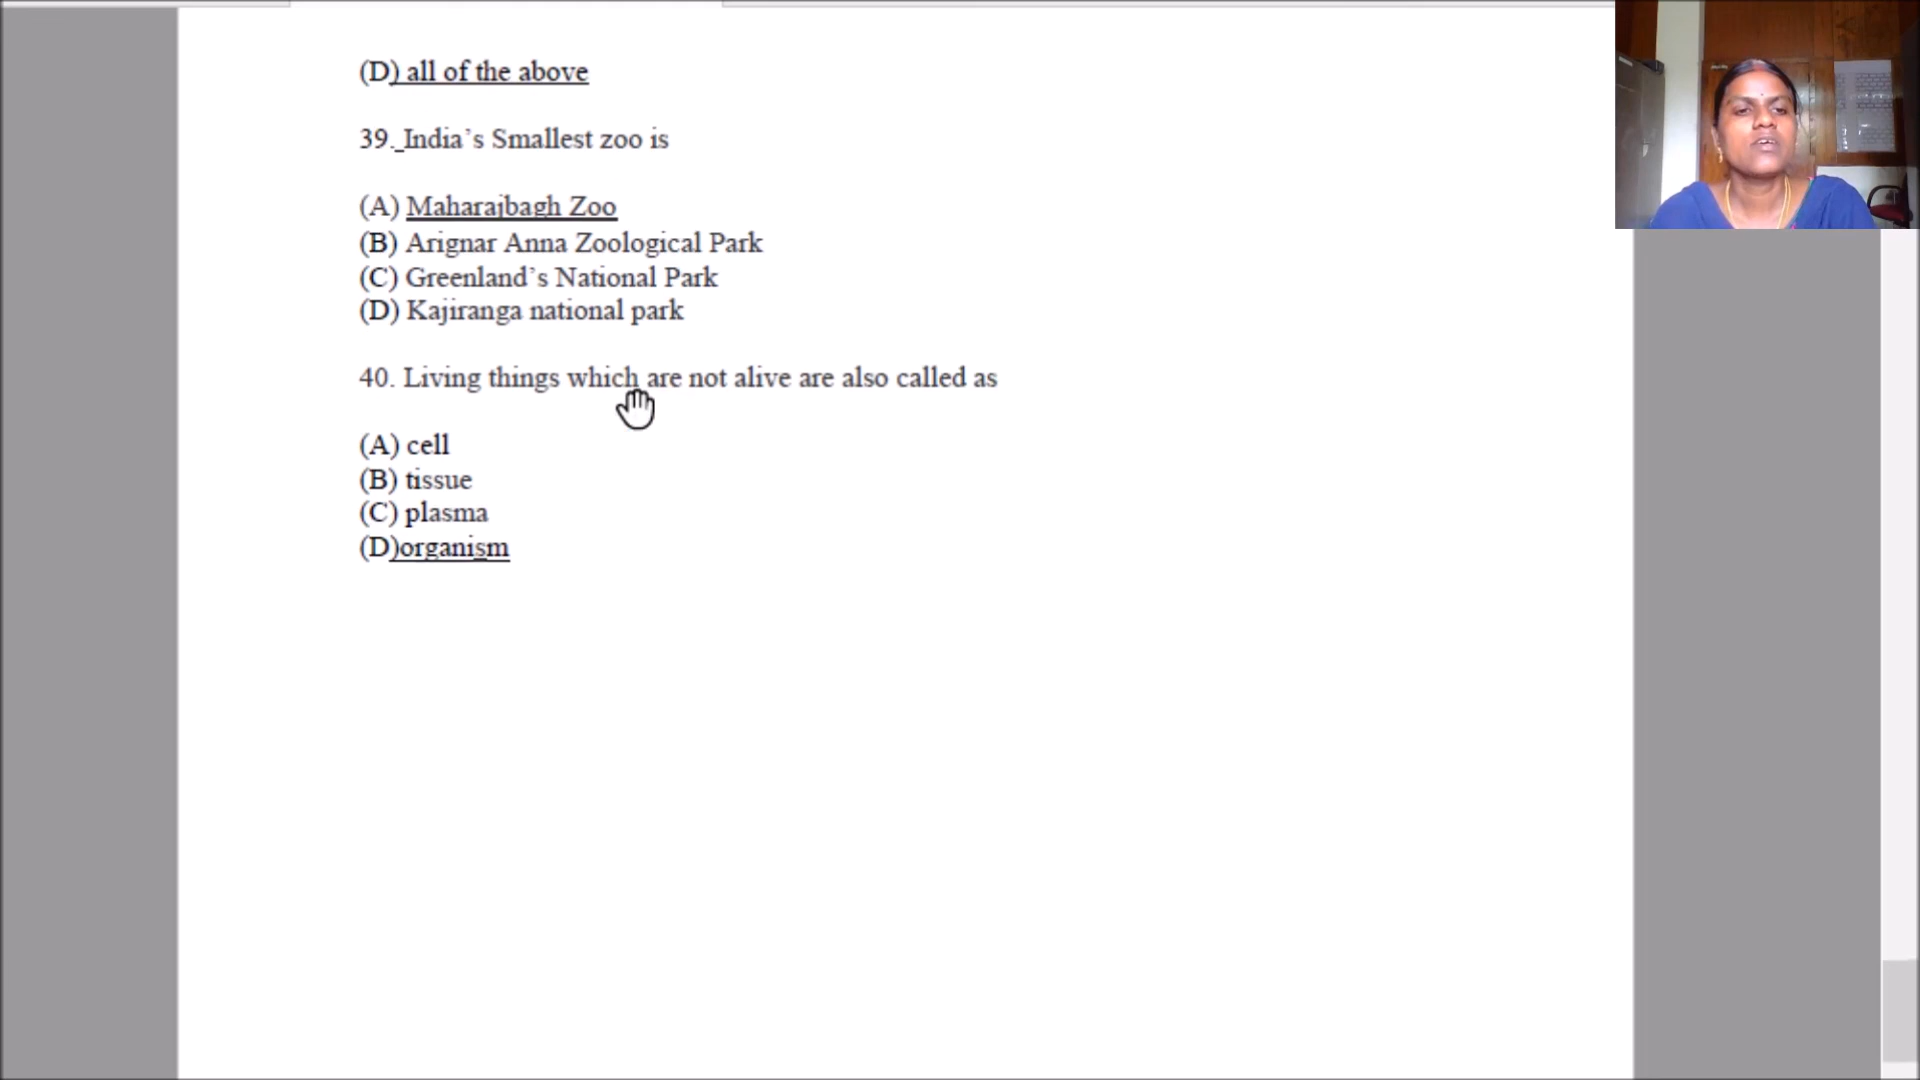 (D) all of the above
39. India’s Smallest zoo is
(A) Maharajbagh Zoo
(B) Arignar Anna Zoological Park
(C) Greenland’s National Park
(D) Kajiranga national park
40. Living things which are not alive are also called as
(A) cell
(B) tissue
(C) plasma
(D)organism